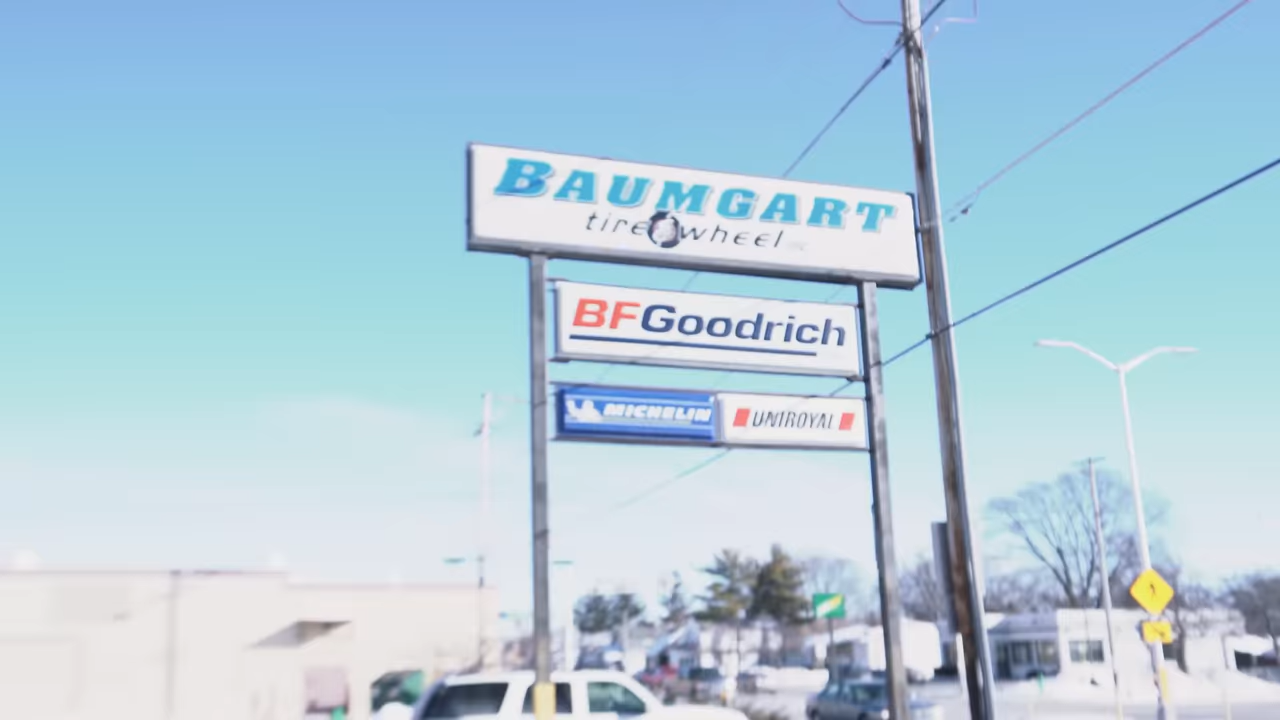 BAUMGART
tire wheel
BFGoodrich
MICHELIN
UNIROYAL